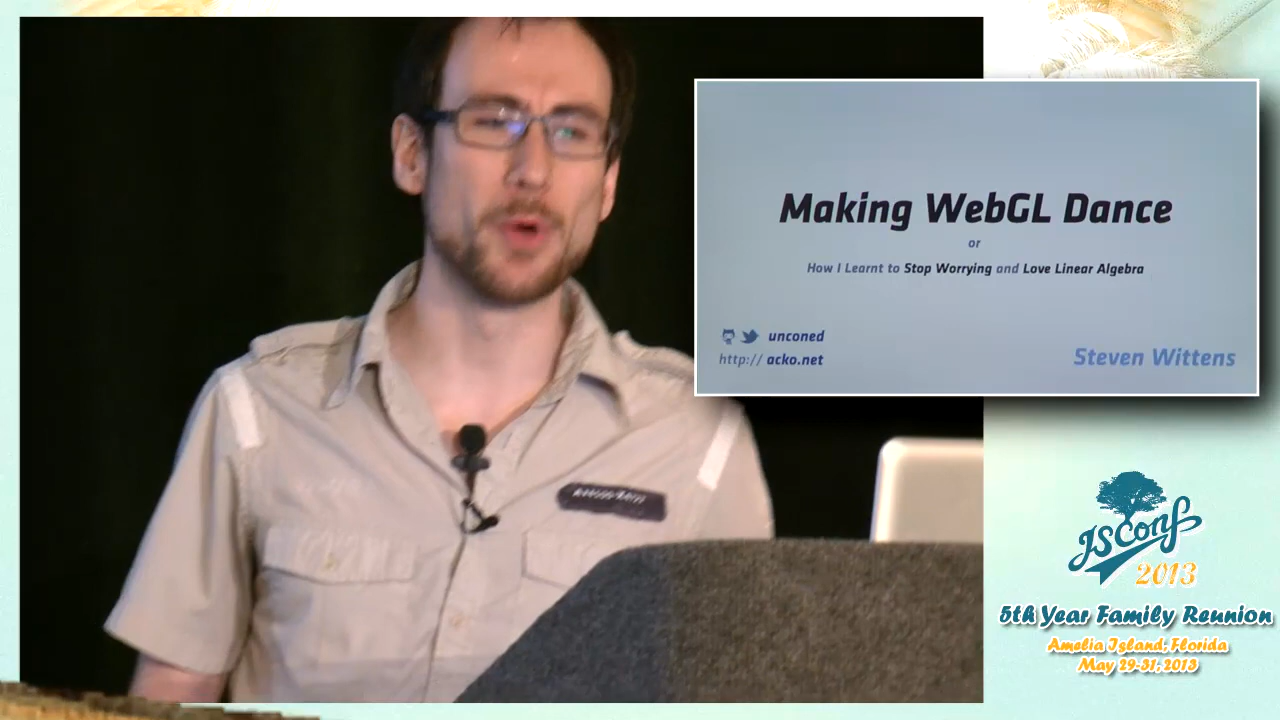 Making WebGL Dance
or
How I Learnt to Stop Worrying and Love Linear Algebra
unconed
http:// acko.net
Steven Wittens
JSConf
2013
5th Year Family Reunion
Amelia Island, Florida
May 29-31, 2013